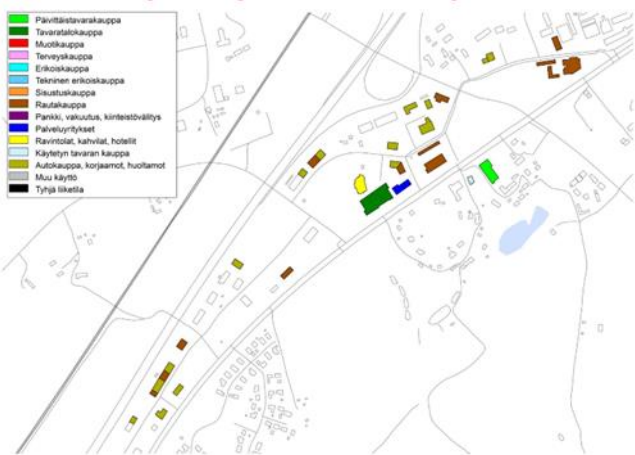 Päivittäistavarakauppa
Tavaratalokauppa
Muotikauppa
Terveyskauppa
Erikoiskauppa
Tekninen erikoiskauppa
Sisustuskauppa
Rautakauppa
Pankki, vakuutus, kiinteistövälitys
Palveluyritykset
Ravintolat, kahvilat, hotellit
Käytetyn tavaran kauppa
Autokauppa, korjaamot, huoltamot
Muu käyttö
Tyhjä liiketila